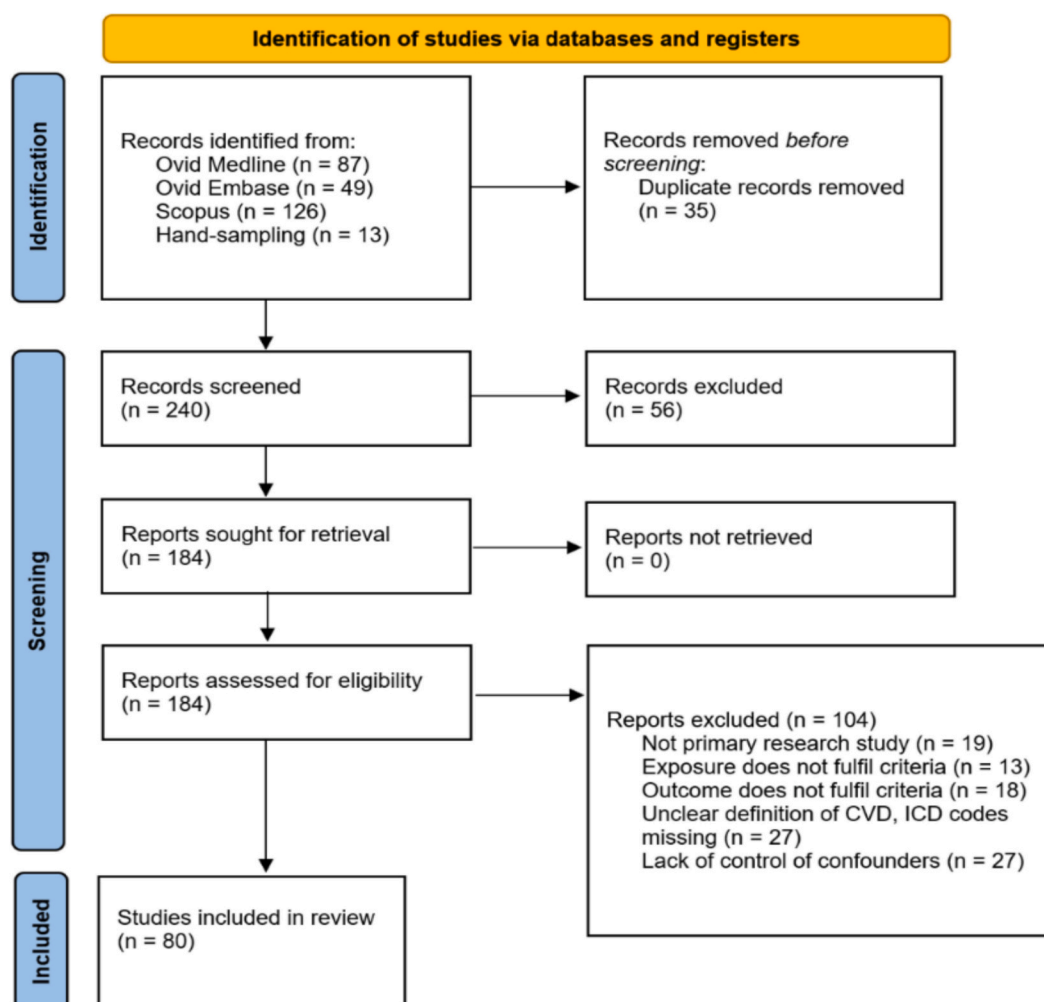 Identification of studies via databases and registers
Identification
Records identified from:
Ovid Medline (n = 87)
Ovid Embase (n = 49)
Scopus (n = 126)
Hand-sampling (n = 13)
Records removed before
screening:
Duplicate records removed
(n = 35)
Screening
Records screened
(n = 240)
Records excluded
(n = 56)
Reports sought for retrieval
(n = 184)
Reports not retrieved
(n = 0)
Reports assessed for eligibility
(n = 184)
Reports excluded (n = 104)
Not primary research study (n = 19)
Exposure does not fulfil criteria (n = 13)
Outcome does not fulfil criteria (n = 18)
Unclear definition of CVD, ICD codes
missing (n = 27)
Lack of control of confounders (n = 27)
Included
Studies included in review
(n = 80)